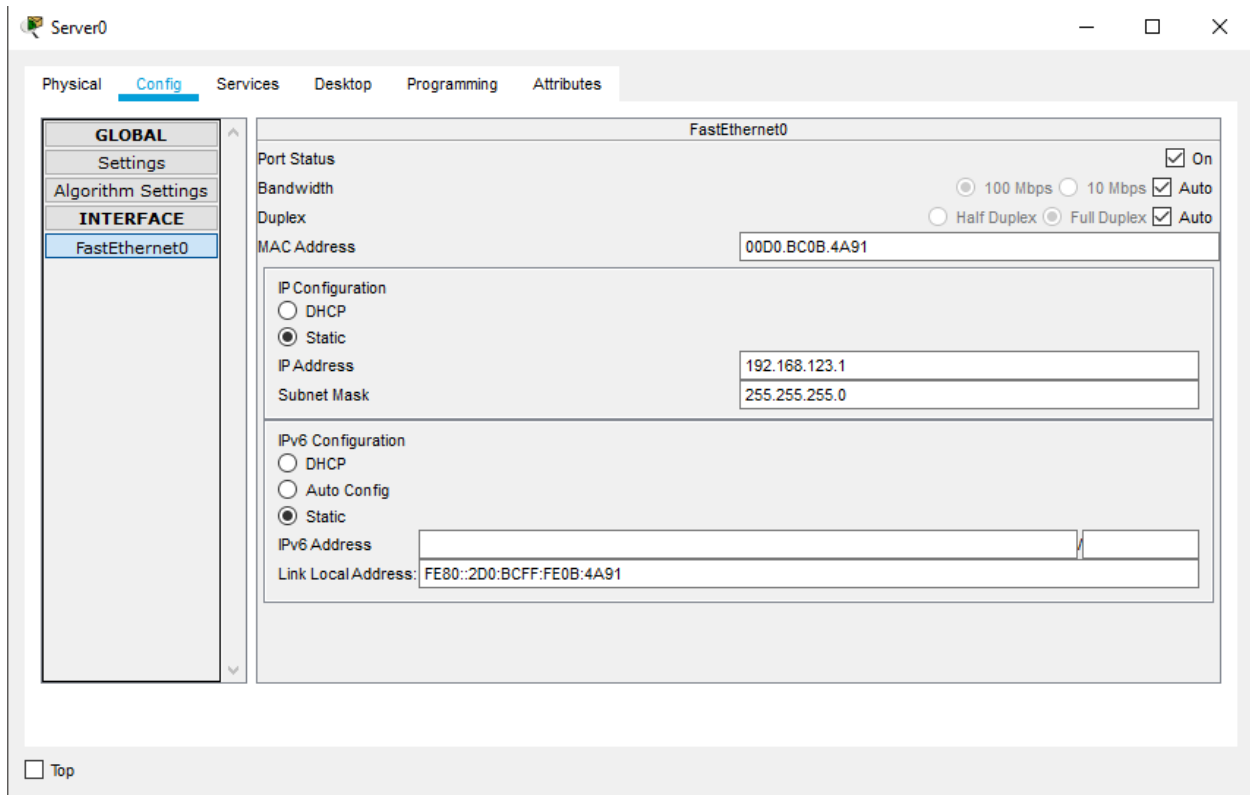 Server0
Physical Config Services Desktop Programming Attributes
GLOBAL
Settings
Algorithm Settings
INTERFACE
FastEthernet0
FastEthernet0
Port Status On
Bandwidth 100 Mbps 10 Mbps Auto
Duplex Half Duplex Full Duplex Auto
MAC Address 00D0.BC0B.4A91
IP Configuration
DHCP
Static
IP Address 192.168.123.1
Subnet Mask 255.255.255.0
IPv6 Configuration
DHCP
Auto Config
Static
IPv6 Address /
Link Local Address: FE80::2D0:BCFF:FE0B:4A91
Top